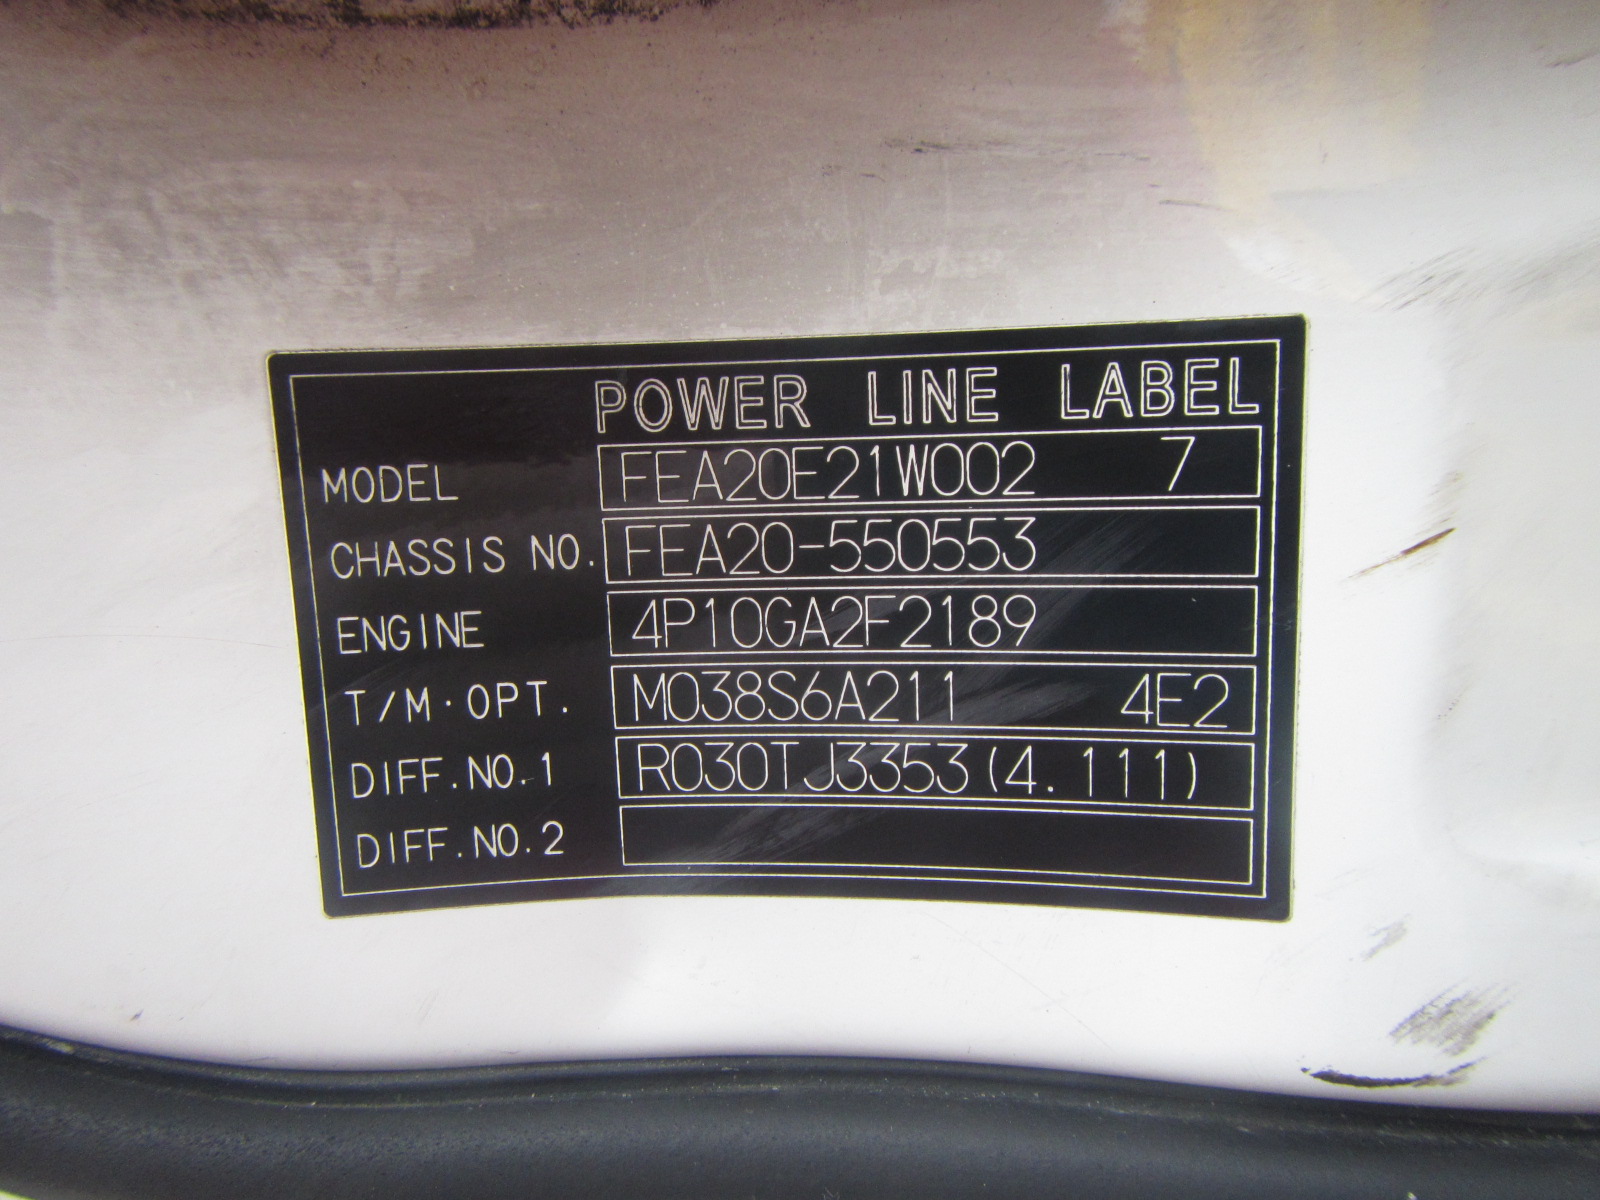 POWER LINE LABEL
MODEL FEA20E21W002 7
CHASSIS NO. FEA20-550553
ENGINE 4P10GA2F2189
T/M·OPT. M038S6A211 4E2
DIFF.NO.1 R030TJ3353(4.111)
DIFF.NO.2